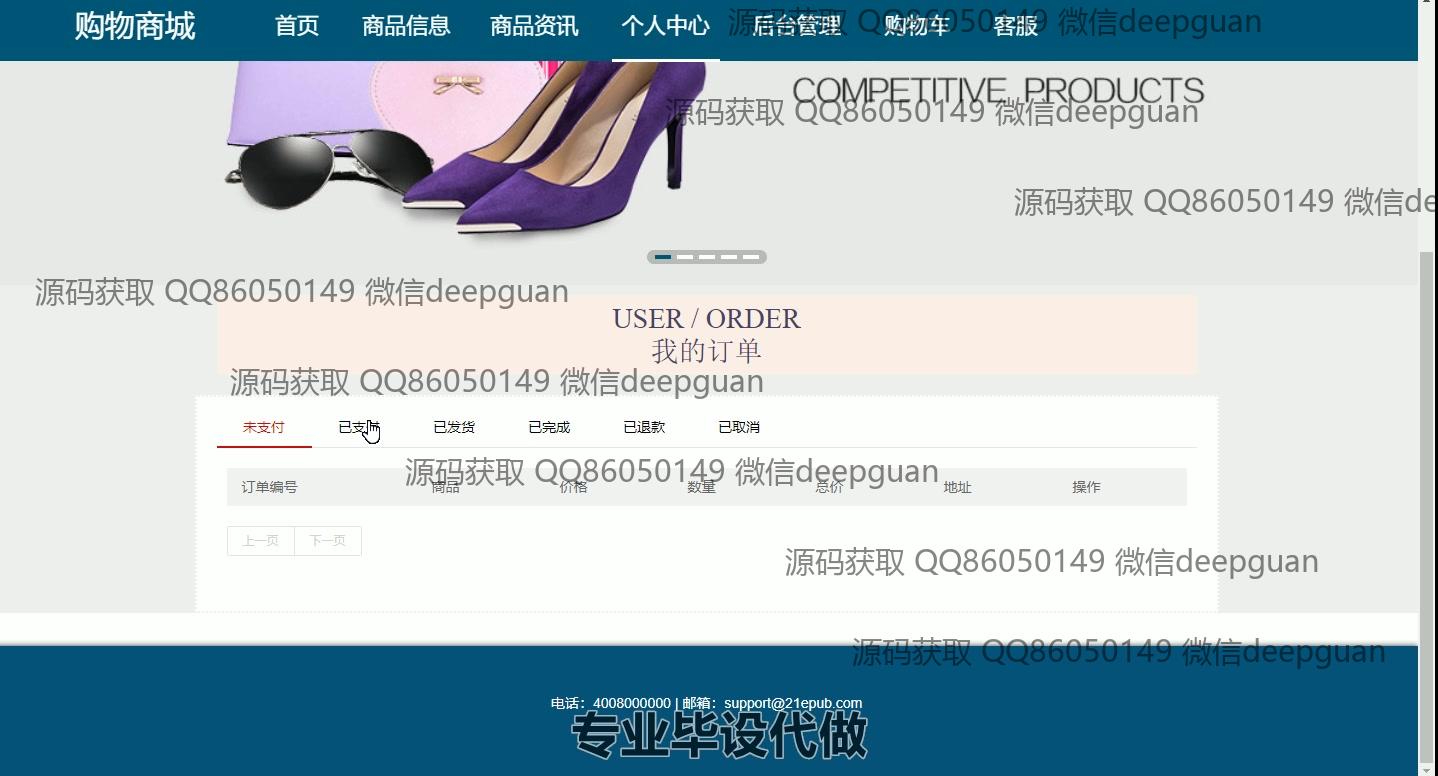 购物商城 首页 商品信息 商品资讯 个人中心 后台管理 购物车 客服
源码获取 QQ86050149 微信deepguan
COMPETITIVE PRODUCTS
源码获取 QQ86050149 微信deepguan
源码获取 QQ86050149 微信de
源码获取 QQ86050149 微信deepguan
USER / ORDER
我的订单
源码获取 QQ86050149 微信deepguan
未支付 已支付 已发货 已完成 已退款 已取消
源码获取 QQ86050149 微信deepguan
订单编号 商品 价格 数量 总价 地址 操作
上一页 下一页
源码获取 QQ86050149 微信deepguan
源码获取 QQ86050149 微信deepguan
电话：4008000000 | 邮箱：support@21epub.com
专业毕设代做